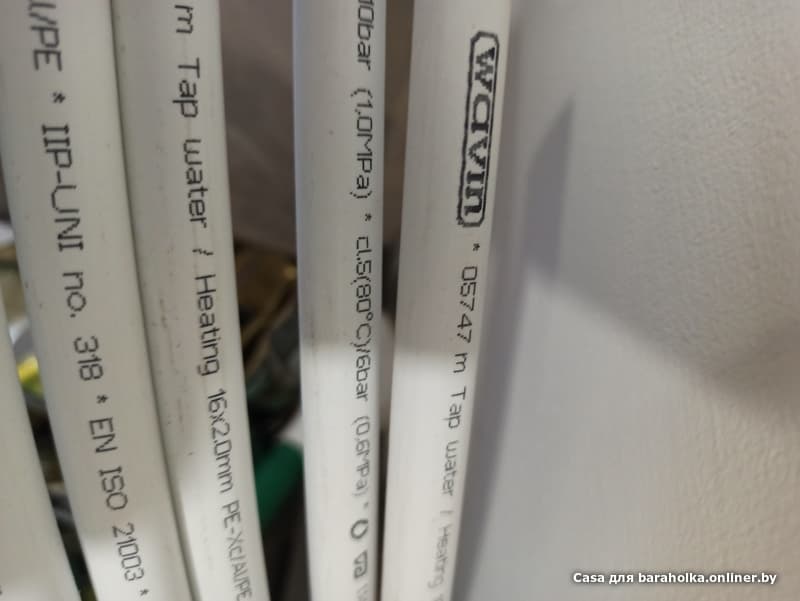 /PE * IIP-UNI no. 318 * EN ISO 21003 *
m Tap water / Heating 16x2.0mm PE-Xc/Al/PE
10bar (1.0MPa) * cl.5(80°C)/6bar (0.6MPa) *
wavin * 05747 m Tap water / Heating
Casa для baraholka.onliner.by